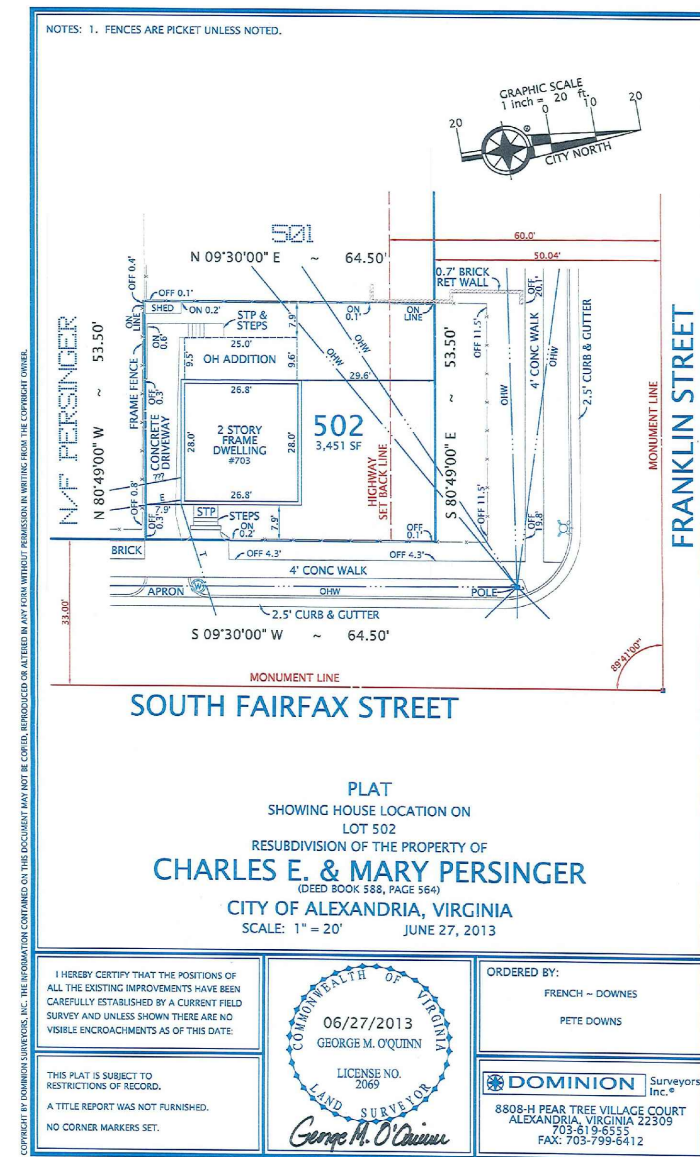 NOTES: 1. FENCES ARE PICKET UNLESS NOTED.
GRAPHIC SCALE
1 inch = 20 ft.
20 0 10 20
CITY NORTH
501
N 09°30'00" E ~ 64.50'
60.0'
50.04'
0.7' BRICK
RET WALL
OFF 0.4'
OFF 0.1'
SHED
ON 0.2'
STP &
STEPS
7.9'
ON
0.1'
ON
LINE
OFF
20.1'
ON
LINE
ON
0.6'
25.0'
OH ADDITION
9.5'
9.6'
OHW
OHW
OFF 11.5'
4' CONC WALK
OHW
OHW
2.5' CURB & GUTTER
N/F PERSINGER
N 80°49'00" W ~ 53.50'
FRAME FENCE
OFF
0.3'
CONCRETE
DRIVEWAY
???
26.8'
29.6'
28.0'
2 STORY
FRAME
DWELLING
#703
28.0'
26.8'
502
3,451 SF
HIGHWAY
SET BACK LINE
S 80°49'00" E ~ 53.50'
MONUMENT LINE
FRANKLIN STREET
OFF 0.8'
OFF
0.3'
E
7.9'
STP
STEPS
ON
0.2'
7.9'
OFF
0.1'
OFF 11.5'
OFF
19.8'
BRICK
T
OFF 4.3'
OFF 4.3'
4' CONC WALK
33.00'
APRON
WM
OHW
POLE
2.5' CURB & GUTTER
S 09°30'00" W ~ 64.50'
89°41'00"
MONUMENT LINE
SOUTH FAIRFAX STREET
PLAT
SHOWING HOUSE LOCATION ON
LOT 502
RESUBDIVISION OF THE PROPERTY OF
CHARLES E. & MARY PERSINGER
(DEED BOOK 588, PAGE 564)
CITY OF ALEXANDRIA, VIRGINIA
SCALE: 1" = 20' JUNE 27, 2013
COPYRIGHT BY DOMINION SURVEYORS, INC. THE INFORMATION CONTAINED ON THIS DOCUMENT MAY NOT BE COPIED, REPRODUCED OR ALTERED IN ANY FORM WITHOUT PERMISSION IN WRITING FROM THE COPYRIGHT OWNER.
I HEREBY CERTIFY THAT THE POSITIONS OF
ALL THE EXISTING IMPROVEMENTS HAVE BEEN
CAREFULLY ESTABLISHED BY A CURRENT FIELD
SURVEY AND UNLESS SHOWN THERE ARE NO
VISIBLE ENCROACHMENTS AS OF THIS DATE:
THIS PLAT IS SUBJECT TO
RESTRICTIONS OF RECORD.
A TITLE REPORT WAS NOT FURNISHED.
NO CORNER MARKERS SET.
COMMONWEALTH OF VIRGINIA
06/27/2013
GEORGE M. O'QUINN
LICENSE NO.
2069
LAND SURVEYOR
George M. O'Quinn
ORDERED BY:
FRENCH ~ DOWNES
PETE DOWNS
DOMINION Surveyors
Inc.®
8808-H PEAR TREE VILLAGE COURT
ALEXANDRIA, VIRGINIA 22309
703-619-6555
FAX: 703-799-6412